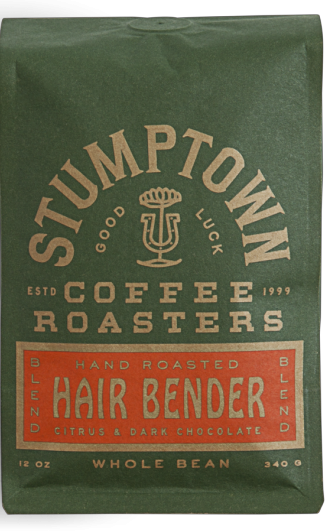 STUMPTOWN
GOOD LUCK
ESTD COFFEE 1999
ROASTERS
BLEND
HAND ROASTED
BLEND
HAIR BENDER
CITRUS & DARK CHOCOLATE
12 OZ WHOLE BEAN 340 G